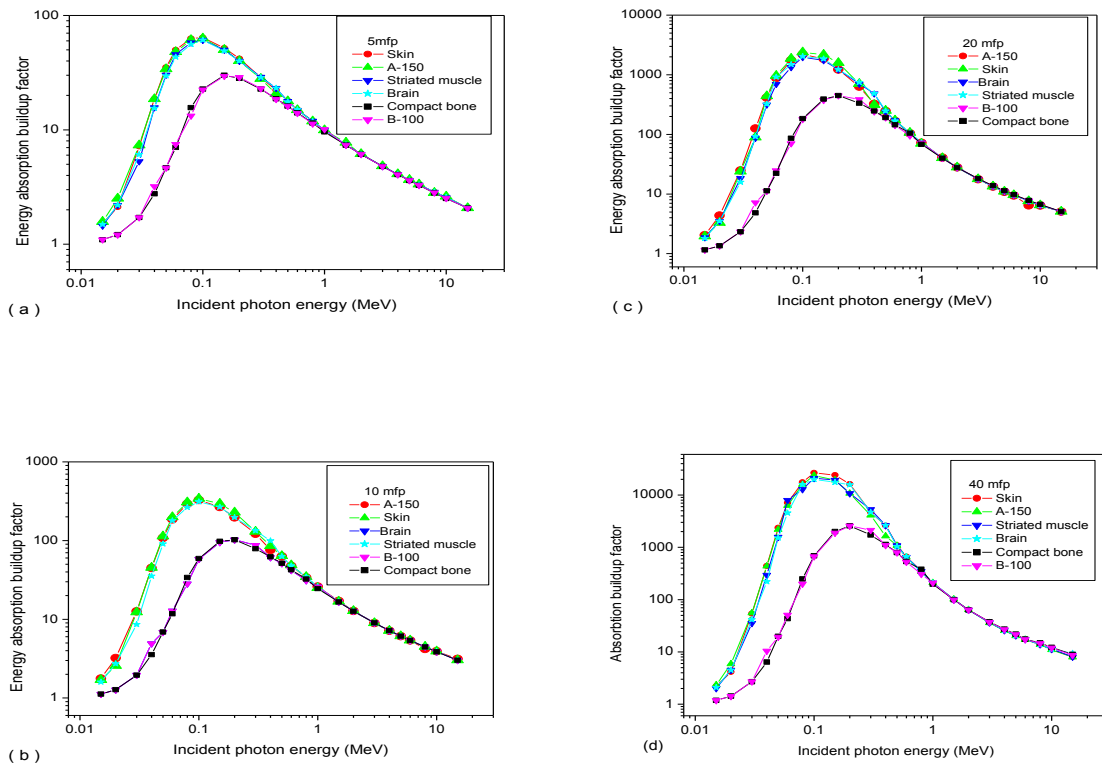 5mfp
Skin
A-150
Striated muscle
Brain
Compact bone
B-100
100
10
1
Energy absorption buildup factor
0.01
0.1
1
10
Incident photon energy (MeV)
( a )
20 mfp
A-150
Skin
Brain
Striated muscle
B-100
Compact bone
10000
1000
100
10
1
Energy absoption buildup factor
0.01
0.1
1
10
Incident photon energy (MeV)
( c )
10 mfp
A-150
Skin
Brain
Striated muscle
B-100
Compact bone
1000
100
10
1
Energy absorption buildup factor
0.01
0.1
1
10
Incident photon energy (MeV)
( b )
40 mfp
Skin
A-150
Striated muscle
Brain
Compact bone
B-100
10000
1000
100
10
1
Absorbtion buildup factor
0.01
0.1
1
10
Incident photon energy (MeV)
(d)